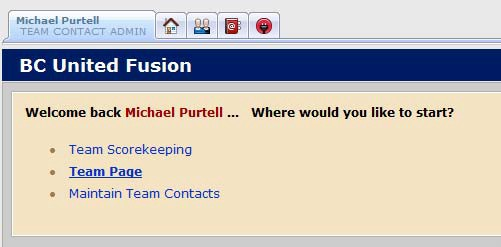 Michael Purtell
TEAM CONTACT ADMIN
BC United Fusion
Welcome back Michael Purtell ... Where would you like to start?
Team Scorekeeping
Team Page
Maintain Team Contacts